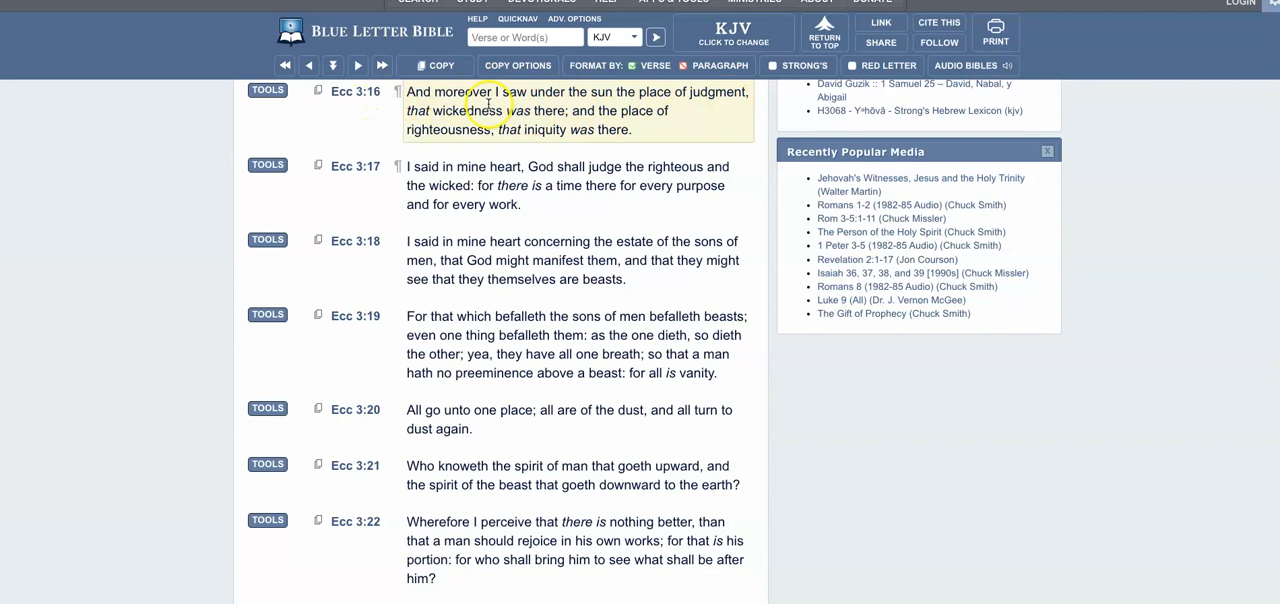 SEARCH STUDY DEVOTIONALS HELP APPS & TOOLS MINISTRIES ABOUT DONATE LOGIN
HELP QUICKNAV ADV. OPTIONS
BLUE LETTER BIBLE
Verse or Word(s)
KJV
KJV
CLICK TO CHANGE
RETURN
TO TOP
LINK
CITE THIS
SHARE
FOLLOW
PRINT
COPY
COPY OPTIONS
FORMAT BY: VERSE PARAGRAPH
STRONG'S
RED LETTER
AUDIO BIBLES
TOOLS Ecc 3:16 ¶ And moreover I saw under the sun the place of judgment,
that wickedness was there; and the place of
righteousness, that iniquity was there.
TOOLS Ecc 3:17 ¶ I said in mine heart, God shall judge the righteous and
the wicked: for there is a time there for every purpose
and for every work.
TOOLS Ecc 3:18 I said in mine heart concerning the estate of the sons of
men, that God might manifest them, and that they might
see that they themselves are beasts.
TOOLS Ecc 3:19 For that which befalleth the sons of men befalleth beasts;
even one thing befalleth them: as the one dieth, so dieth
the other; yea, they have all one breath; so that a man
hath no preeminence above a beast: for all is vanity.
TOOLS Ecc 3:20 All go unto one place; all are of the dust, and all turn to
dust again.
TOOLS Ecc 3:21 Who knoweth the spirit of man that goeth upward, and
the spirit of the beast that goeth downward to the earth?
TOOLS Ecc 3:22 Wherefore I perceive that there is nothing better, than
that a man should rejoice in his own works; for that is his
portion: for who shall bring him to see what shall be after
him?
David Guzik :: 1 Samuel 25 – David, Nabal, y
Abigail
H3068 - Yᵊhōvâ - Strong's Hebrew Lexicon (kjv)
Recently Popular Media
x
Jehovah's Witnesses, Jesus and the Holy Trinity
(Walter Martin)
Romans 1-2 (1982-85 Audio) (Chuck Smith)
Rom 3-5:1-11 (Chuck Missler)
The Person of the Holy Spirit (Chuck Smith)
1 Peter 3-5 (1982-85 Audio) (Chuck Smith)
Revelation 2:1-17 (Jon Courson)
Isaiah 36, 37, 38, and 39 [1990s] (Chuck Missler)
Romans 8 (1982-85 Audio) (Chuck Smith)
Luke 9 (All) (Dr. J. Vernon McGee)
The Gift of Prophecy (Chuck Smith)